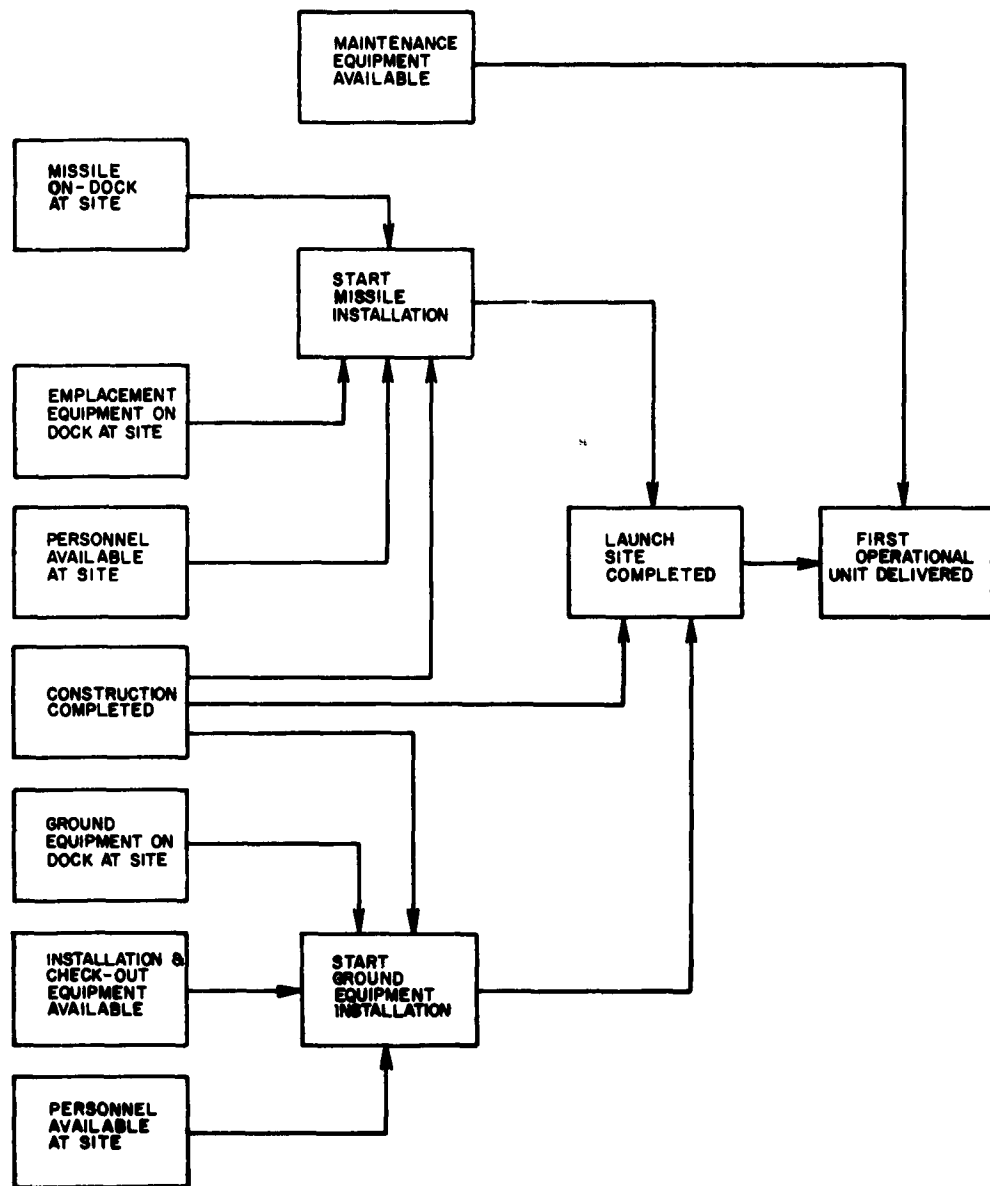 MAINTENANCE
EQUIPMENT
AVAILABLE
MISSILE
ON-DOCK
AT SITE
START
MISSILE
INSTALLATION
EMPLACEMENT
EQUIPMENT ON
DOCK AT SITE
PERSONNEL
AVAILABLE
AT SITE
LAUNCH
SITE
COMPLETED
FIRST
OPERATIONAL
UNIT DELIVERED
CONSTRUCTION
COMPLETED
GROUND
EQUIPMENT ON
DOCK AT SITE
INSTALLATION &
CHECK-OUT
EQUIPMENT
AVAILABLE
START
GROUND
EQUIPMENT
INSTALLATION
PERSONNEL
AVAILABLE
AT SITE